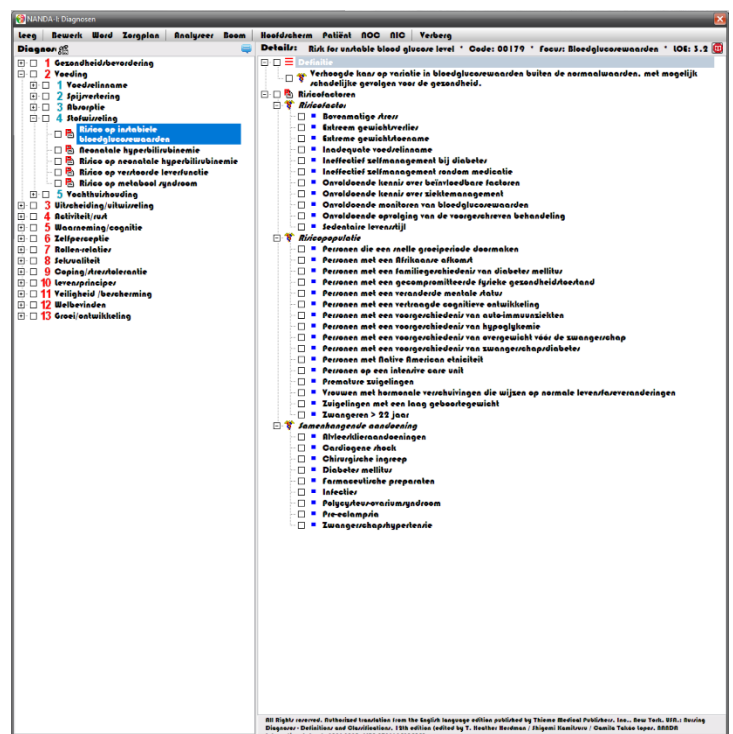 NANDA-I: Diagnosen
Leeg Bewerk Word Zorgplan Analyseer Boom Hoofdscherm Patiënt NOC NIC Verberg
Diagnos
1 Gezondheidsbevordering
2 Voeding
1 Voedselinname
2 Spijsvertering
3 Absorptie
4 Stofwisseling
Risico op instabiele
bloedglucosewaarden
Neonatale hyperbilirubinemie
Risico op neonatale hyperbilirubinemie
Risico op verstoorde leverfunctie
Risico op metabool syndroom
5 Vochthuishouding
3 Uitscheiding/uitwisseling
4 Activiteit/rust
5 Waarneming/cognitie
6 Zelfperceptie
7 Rollen-relaties
8 Seksualiteit
9 Coping/stresstolerantie
10 Levensprincipes
11 Veiligheid /bescherming
12 Welbevinden
13 Groei/ontwikkeling
Details: Risk for unstable blood glucose level * Code: 00179 * Focus: Bloedglucosewaarden * LOE: 3.2
Definitie
Verhoogde kans op variatie in bloedglucosewaarden buiten de normaalwaarden, met mogelijk
schadelijke gevolgen voor de gezondheid.
Risicofactoren
Risicofactor
Bovenmatige stress
Extreem gewichtsverlies
Extreme gewichtstoename
Inadequate voedselinname
Ineffectief zelfmanagement bij diabetes
Ineffectief zelfmanagement rondom medicatie
Onvoldoende kennis over beïnvloedbare factoren
Onvoldoende kennis over ziektemanagement
Onvoldoende monitoren van bloedglucosewaarden
Onvoldoende opvolging van de voorgeschreven behandeling
Sedentaire levensstijl
Risicopopulatie
Personen die een snelle groeiperiode doormaken
Personen met een Afrikaanse afkomst
Personen met een familiegeschiedenis van diabetes mellitus
Personen met een gecompromitteerde fysieke gezondheidstoestand
Personen met een veranderde mentale status
Personen met een vertraagde cognitieve ontwikkeling
Personen met een voorgeschiedenis van auto-immuunziekten
Personen met een voorgeschiedenis van hypoglykemie
Personen met een voorgeschiedenis van overgewicht vóór de zwangerschap
Personen met een voorgeschiedenis van zwangerschapsdiabetes
Personen met Native American etniciteit
Personen op een intensive care unit
Premature zuigelingen
Vrouwen met hormonale verschuivingen die wijzen op normale levensfaseveranderingen
Zuigelingen met een laag geboortegewicht
Zwangeren > 22 jaar
Samenhangende aandoening
Alvleesklieraandoeningen
Cardiogene shock
Chirurgische ingreep
Diabetes mellitus
Farmaceutische preparaten
Infecties
Polycysteus-ovariumsyndroom
Pre-eclampsia
Zwangerschapshypertensie
All Rights reserved. Authorized translation from the English language edition published by Thieme Medical Publishers, Inc., New York, USA.: Nursing
Diagnoses - Definitions and Classifications, 12th edition (edited by T. Heather Herdman / Shigemi Kamitsuru / Camila Takáo Lopes, NANDA